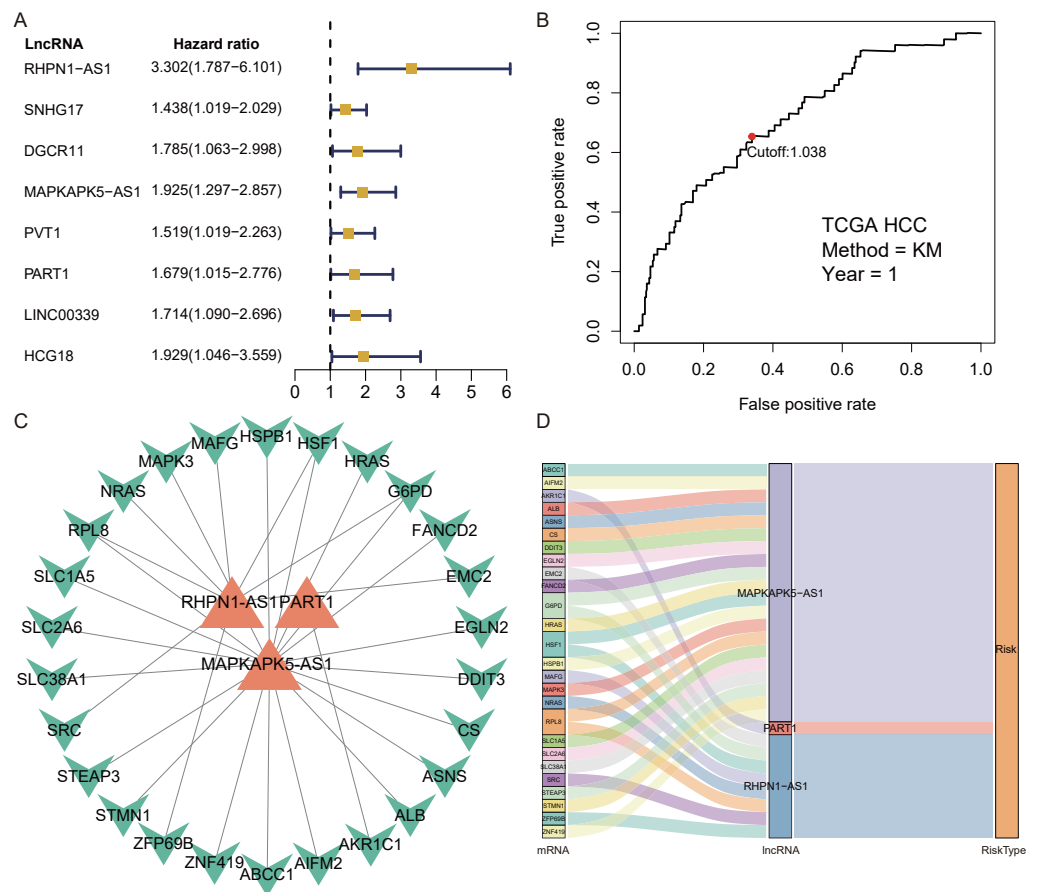 A
LncRNA Hazard ratio
RHPN1−AS1 3.302(1.787−6.101)
SNHG17 1.438(1.019−2.029)
DGCR11 1.785(1.063−2.998)
MAPKAPK5−AS1 1.925(1.297−2.857)
PVT1 1.519(1.019−2.263)
PART1 1.679(1.015−2.776)
LINC00339 1.714(1.090−2.696)
HCG18 1.929(1.046−3.559)
0 1 2 3 4 5 6
B
True positive rate
1.0
0.8
0.6
0.4
0.2
0.0
Cutoff:1.038
TCGA HCC
Method = KM
Year = 1
0.0 0.2 0.4 0.6 0.8 1.0
False positive rate
C
HSPB1
MAFG
HSF1
MAPK3
HRAS
NRAS
G6PD
RPL8
FANCD2
SLC1A5
EMC2
RHPN1-AS1
PART1
SLC2A6
EGLN2
MAPKAPK5-AS1
SLC38A1
DDIT3
SRC
CS
STEAP3
ASNS
STMN1
ALB
ZFP69B
AKR1C1
ZNF419
AIFM2
ABCC1
D
ABCC1
AIFM2
AKR1C1
ALB
ASNS
CS
DDIT3
EGLN2
EMC2
FANCD2
G6PD
HRAS
HSF1
HSPB1
MAFG
MAPK3
NRAS
RPL8
SLC1A5
SLC2A6
SLC38A1
SRC
STEAP3
STMN1
ZFP69B
ZNF419
MAPKAPK5−AS1
PART1
RHPN1−AS1
Risk
mRNA lncRNA RiskType